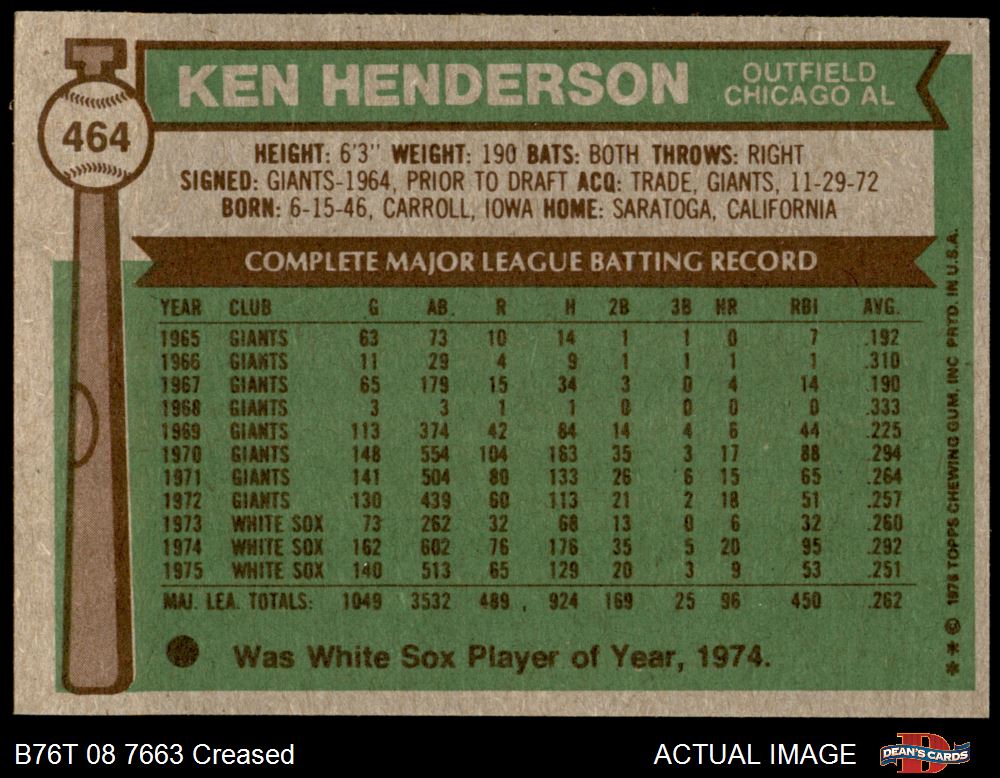 KEN HENDERSON
OUTFIELD
CHICAGO AL
464
HEIGHT: 6'3" WEIGHT: 190 BATS: BOTH THROWS: RIGHT
SIGNED: GIANTS-1964, PRIOR TO DRAFT ACQ: TRADE, GIANTS, 11-29-72
BORN: 6-15-46, CARROLL, IOWA HOME: SARATOGA, CALIFORNIA
COMPLETE MAJOR LEAGUE BATTING RECORD
YEAR CLUB G AB. R H 2B 3B HR RBI AVG.
1965 GIANTS 63 73 10 14 1 1 0 7 .192
1966 GIANTS 11 29 4 9 1 1 1 1 .310
1967 GIANTS 65 179 15 34 3 0 4 14 .190
1968 GIANTS 3 3 1 1 0 0 0 0 .333
1969 GIANTS 113 374 42 84 14 4 6 44 .225
1970 GIANTS 148 554 104 163 35 3 17 88 .294
1971 GIANTS 141 504 80 133 26 6 15 65 .264
1972 GIANTS 130 439 60 113 21 2 18 51 .257
1973 WHITE SOX 73 262 32 68 13 0 6 32 .260
1974 WHITE SOX 162 602 76 176 35 5 20 95 .292
1975 WHITE SOX 140 513 65 129 20 3 9 53 .251
MAJ. LEA. TOTALS: 1049 3532 489 924 169 25 96 450 .262
Was White Sox Player of Year, 1974.
* * © 1976 TOPPS CHEWING GUM, INC PRTD. IN U.S.A.
B76T 08 7663 Creased
ACTUAL IMAGE
DEAN'S CARDS